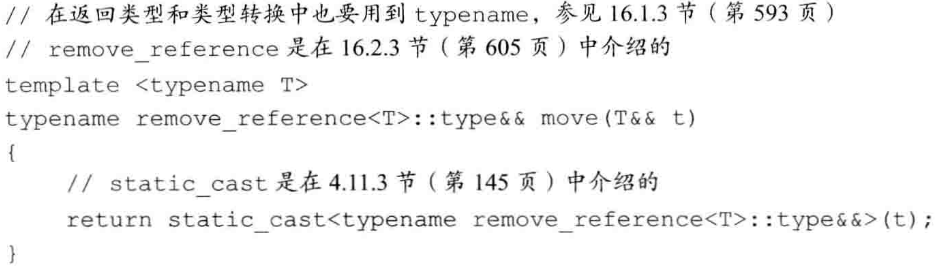 // 在返回类型和类型转换中也要用到 typename，参见 16.1.3 节（第 593 页）
// remove_reference 是在 16.2.3 节（第 605 页）中介绍的
template <typename T>
typename remove_reference<T>::type&& move(T&& t)
{
    // static_cast 是在 4.11.3 节（第 145 页）中介绍的
    return static_cast<typename remove_reference<T>::type&&>(t);
}